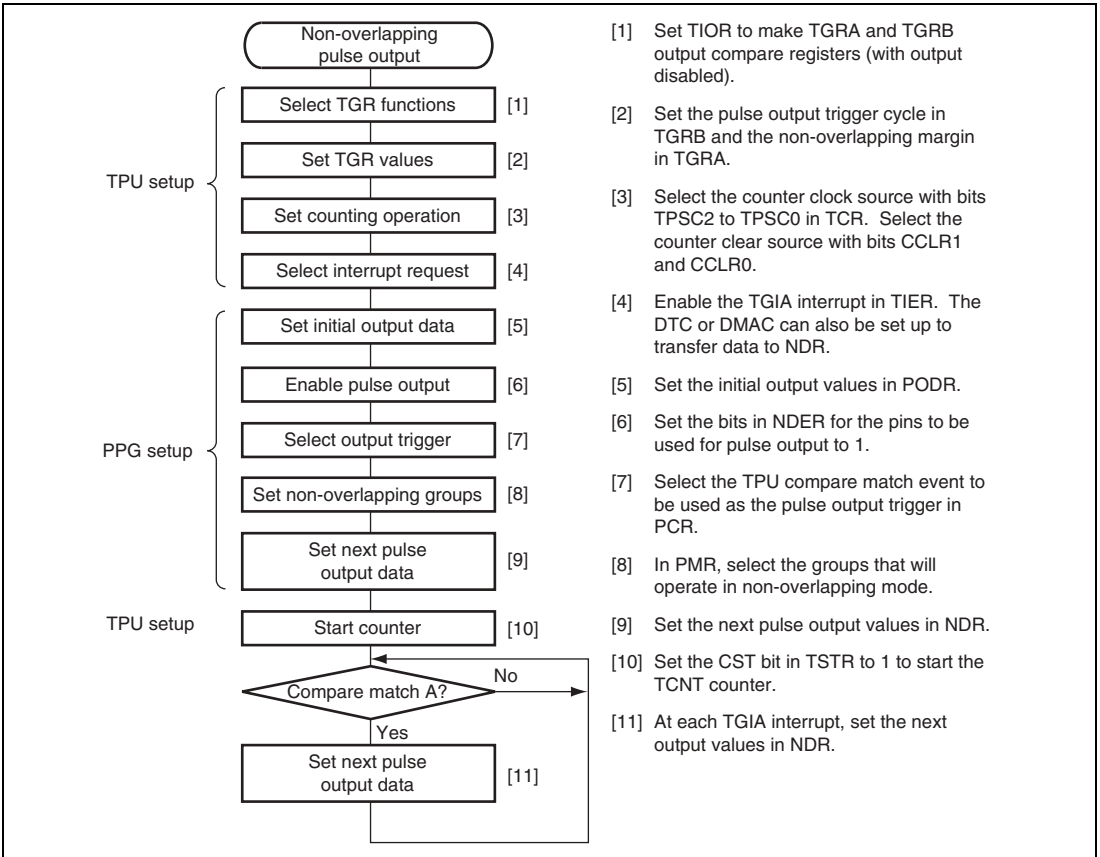 Non-overlapping
pulse output
TPU setup
Select TGR functions [1]
Set TGR values [2]
Set counting operation [3]
Select interrupt request [4]
PPG setup
Set initial output data [5]
Enable pulse output [6]
Select output trigger [7]
Set non-overlapping groups [8]
Set next pulse
output data
[9]
TPU setup
Start counter [10]
Compare match A?
No
Yes
Set next pulse
output data
[11]
[1] Set TIOR to make TGRA and TGRB
output compare registers (with output
disabled).
[2] Set the pulse output trigger cycle in
TGRB and the non-overlapping margin
in TGRA.
[3] Select the counter clock source with bits
TPSC2 to TPSC0 in TCR. Select the
counter clear source with bits CCLR1
and CCLR0.
[4] Enable the TGIA interrupt in TIER. The
DTC or DMAC can also be set up to
transfer data to NDR.
[5] Set the initial output values in PODR.
[6] Set the bits in NDER for the pins to be
used for pulse output to 1.
[7] Select the TPU compare match event to
be used as the pulse output trigger in
PCR.
[8] In PMR, select the groups that will
operate in non-overlapping mode.
[9] Set the next pulse output values in NDR.
[10] Set the CST bit in TSTR to 1 to start the
TCNT counter.
[11] At each TGIA interrupt, set the next
output values in NDR.